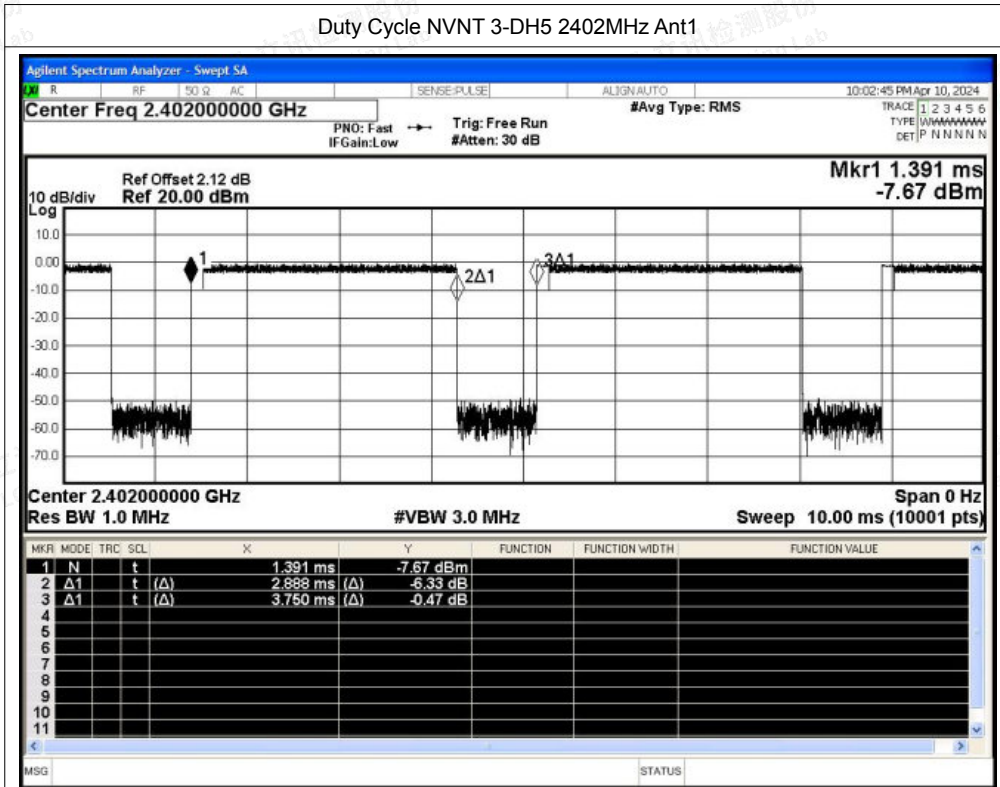 Duty Cycle NVNT 3-DH5 2402MHz Ant1
Agilent Spectrum Analyzer - Swept SA
R RF 50 Ω AC SENSE:PULSE ALIGN AUTO 10:02:45 PM Apr 10, 2024
Center Freq 2.402000000 GHz #Avg Type: RMS TRACE 1 2 3 4 5 6
PNO: Fast Trig: Free Run TYPE
IFGain:Low #Atten: 30 dB DET P N N N N N
Mkr1 1.391 ms
Ref Offset 2.12 dB
10 dB/div Ref 20.00 dBm -7.67 dBm
Log
10.0
0.00
-10.0
-20.0
-30.0
-40.0
-50.0
-60.0
-70.0
1
2Δ1
3Δ1
Center 2.402000000 GHz Span 0 Hz
Res BW 1.0 MHz #VBW 3.0 MHz Sweep 10.00 ms (10001 pts)
MKR MODE TRC SCL X Y FUNCTION FUNCTION WIDTH FUNCTION VALUE
1 N t 1.391 ms -7.67 dBm
2 Δ1 t (Δ) 2.888 ms (Δ) -6.33 dB
3 Δ1 t (Δ) 3.750 ms (Δ) -0.47 dB
4
5
6
7
8
9
10
11
MSG STATUS